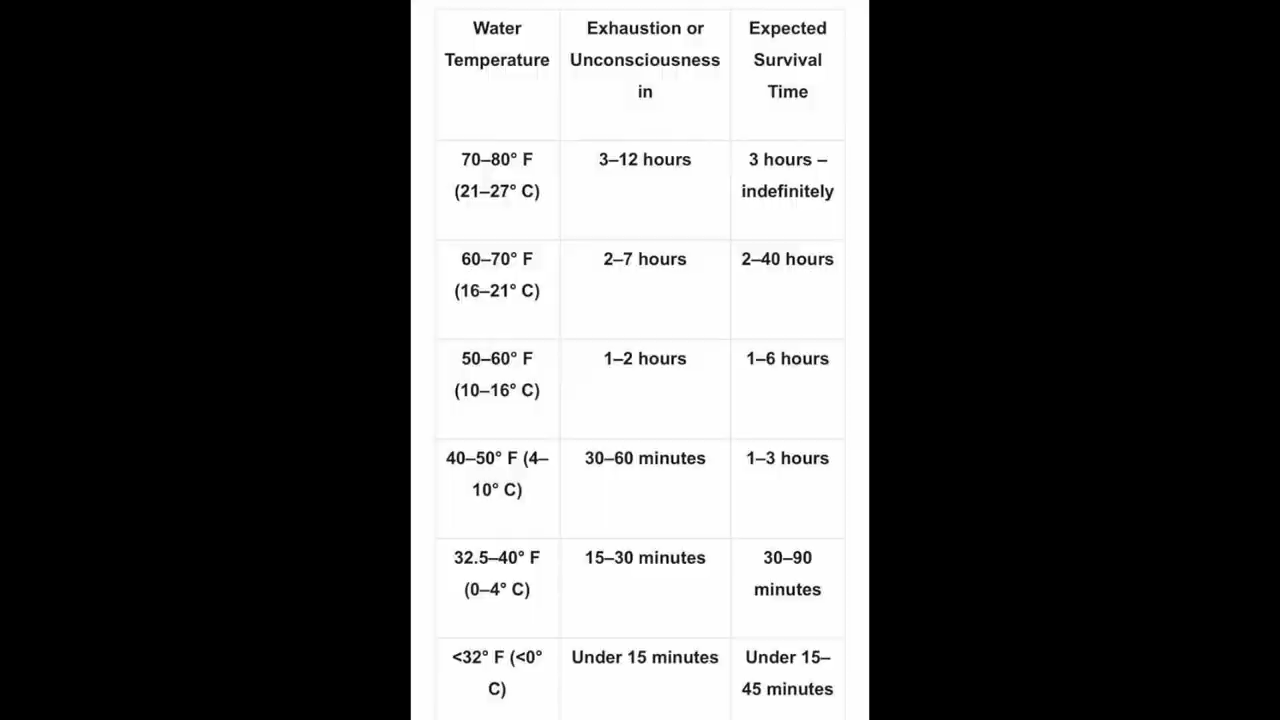 Water
Temperature
Exhaustion or
Unconsciousness
in
Expected
Survival
Time
70–80° F
(21–27° C)
3–12 hours
3 hours –
indefinitely
60–70° F
(16–21° C)
2–7 hours
2–40 hours
50–60° F
(10–16° C)
1–2 hours
1–6 hours
40–50° F (4–
10° C)
30–60 minutes
1–3 hours
32.5–40° F
(0–4° C)
15–30 minutes
30–90
minutes
<32° F (<0°
C)
Under 15 minutes
Under 15–
45 minutes